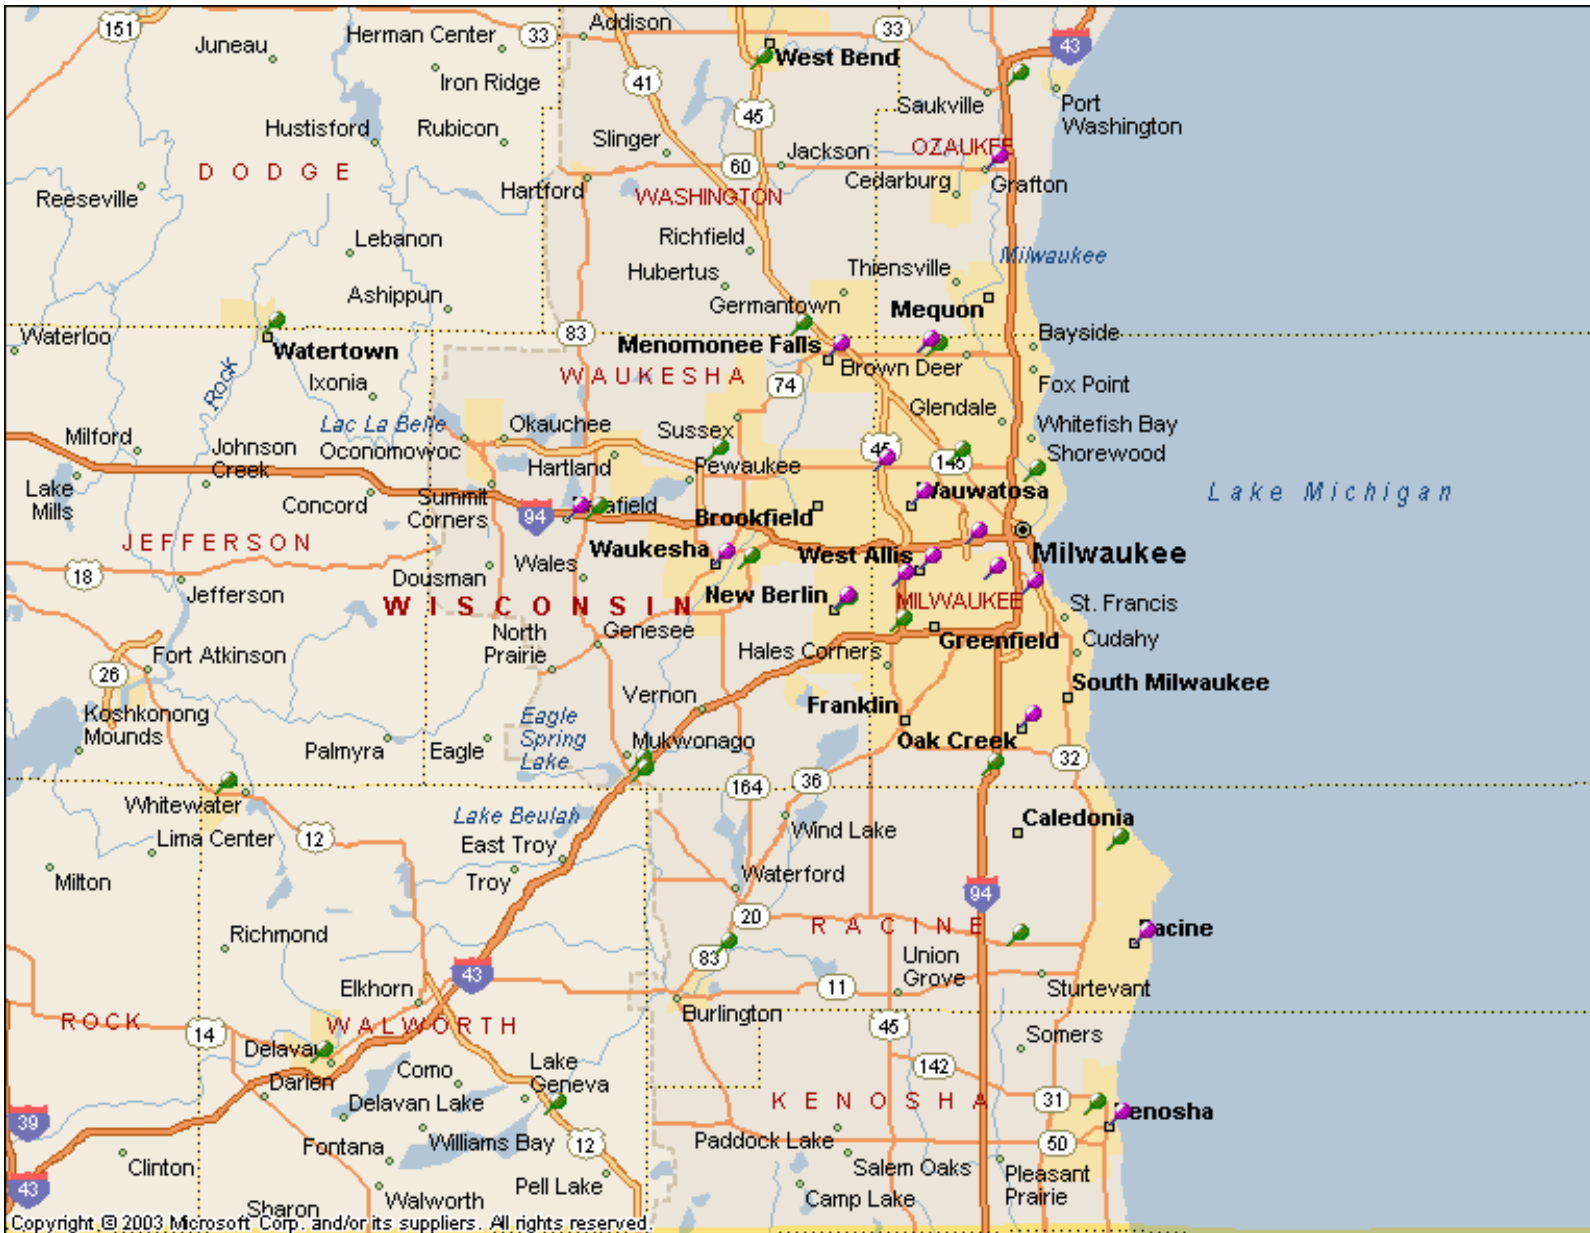 151
Juneau
Herman Center
33
Addison
33
43
Iron Ridge
41
West Bend
Saukville
Port
Washington
45
Hustisford
Rubicon
Slinger
60
Jackson
OZAUKEE
DODGE
Cedarburg
Grafton
Reeseville
Hartford
WASHINGTON
Lebanon
Richfield
Milwaukee
Hubertus
Thiensville
Ashippun
Germantown
Mequon
Waterloo
Watertown
83
Menomonee Falls
Bayside
Brown Deer
Rock
Ixonia
WAUKESHA
74
Fox Point
Glendale
Lac La Belle
Okauchee
Sussex
Whitefish Bay
Milford
Johnson
Creek
Oconomowoc
45
145
Shorewood
Hartland
Pewaukee
Lake
Mills
Concord
Summit
Corners
94
afield
Brookfield
Wauwatosa
Lake Michigan
JEFFERSON
Waukesha
West Allis
Milwaukee
18
Dousman
Wales
Jefferson
WISCONSIN
New Berlin
MILWAUKEE
St. Francis
North
Prairie
Genesee
Greenfield
Cudahy
Hales Corners
Fort Atkinson
26
Vernon
South Milwaukee
Koshkonong
Mounds
Eagle
Spring
Lake
Franklin
Palmyra
Eagle
Mukwonago
Oak Creek
32
164
36
Whitewater
Lake Beulah
Caledonia
Lima Center
12
East Troy
Wind Lake
Milton
Troy
Waterford
94
20
RACINE
Racine
Richmond
83
Union
Grove
43
Elkhorn
11
Sturtevant
Burlington
ROCK
14
WALWORTH
45
Somers
Delavan
Darien
Como
Lake
Geneva
142
39
Delavan Lake
KENOSHA
31
Kenosha
Fontana
Williams Bay
12
Paddock Lake
50
Clinton
Salem Oaks
Pleasant
Prairie
43
Sharon
Walworth
Pell Lake
Camp Lake
Copyright © 2003 Microsoft Corp. and/or its suppliers. All rights reserved.